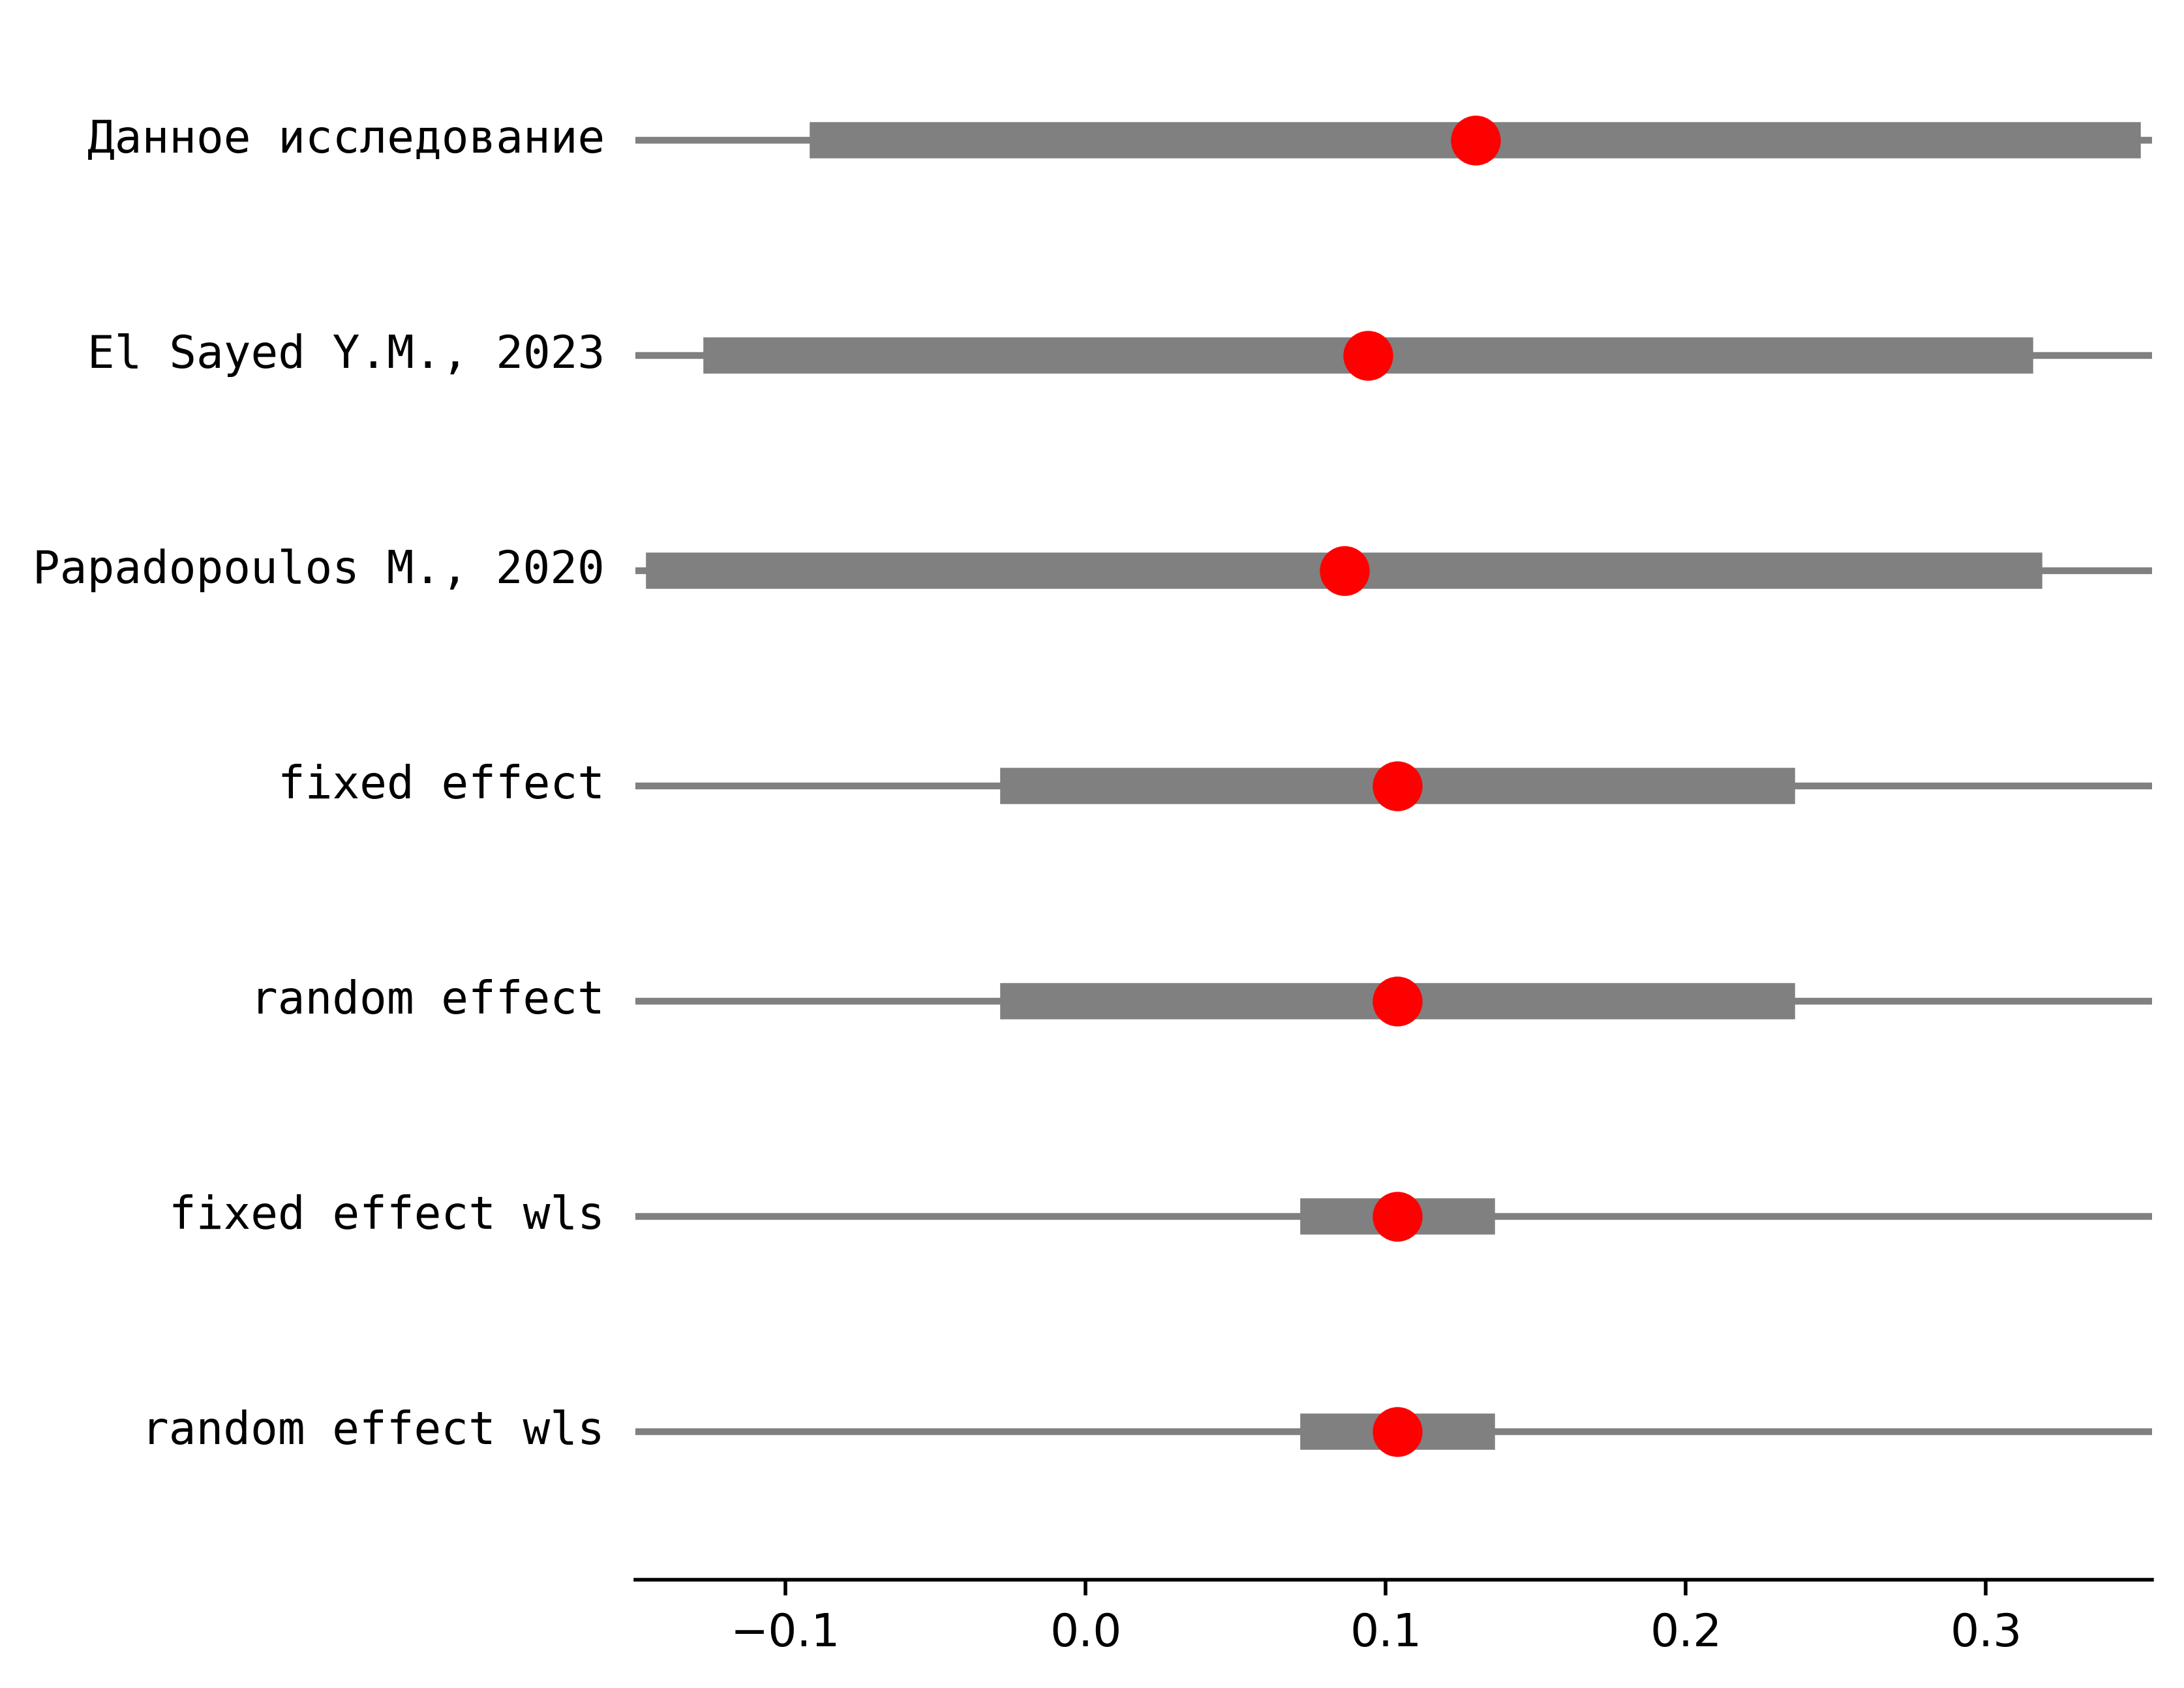 Данное исследование
El Sayed Y.M., 2023
Papadopoulos M., 2020
fixed effect
random effect
fixed effect wls
random effect wls
−0.1 0.0 0.1 0.2 0.3